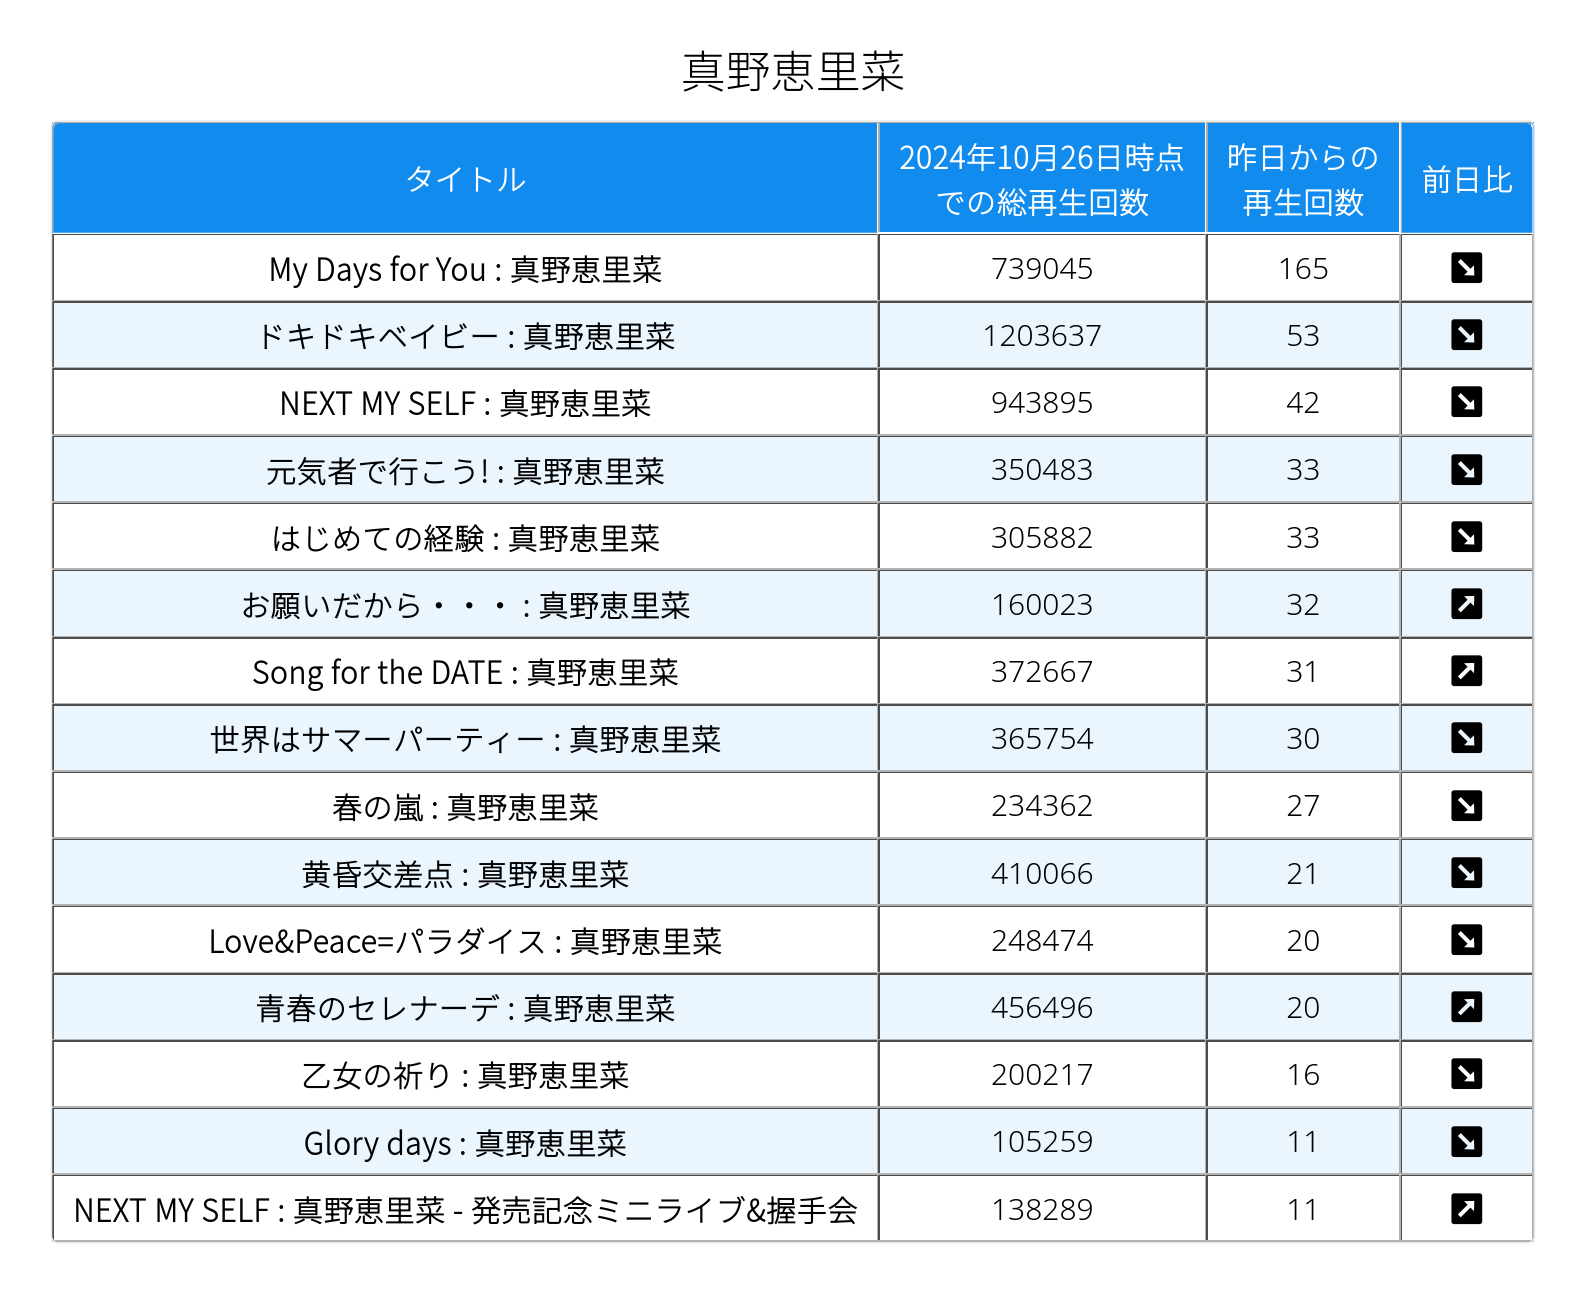 真野恵里菜
タイトル
2024年10月26日時点
での総再生回数
昨日からの
再生回数
前日比
My Days for You : 真野恵里菜 739045 165 ↘
ドキドキベイビー : 真野恵里菜 1203637 53 ↘
NEXT MY SELF : 真野恵里菜 943895 42 ↘
元気者で行こう! : 真野恵里菜 350483 33 ↘
はじめての経験 : 真野恵里菜 305882 33 ↘
お願いだから・・・ : 真野恵里菜 160023 32 ↗
Song for the DATE : 真野恵里菜 372667 31 ↗
世界はサマーパーティー : 真野恵里菜 365754 30 ↘
春の嵐 : 真野恵里菜 234362 27 ↘
黄昏交差点 : 真野恵里菜 410066 21 ↘
Love&Peace=パラダイス : 真野恵里菜 248474 20 ↘
青春のセレナーデ : 真野恵里菜 456496 20 ↗
乙女の祈り : 真野恵里菜 200217 16 ↘
Glory days : 真野恵里菜 105259 11 ↘
NEXT MY SELF : 真野恵里菜 - 発売記念ミニライブ&握手会 138289 11 ↗